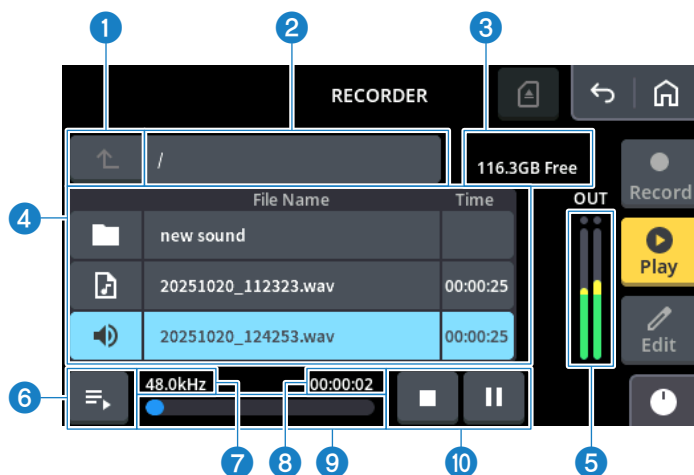 1 2 3
RECORDER
/
116.3GB Free
Record
4
File Name Time
OUT
new sound
Play
20251020_112323.wav 00:00:25
20251020_124253.wav 00:00:25
Edit
6
48.0kHz 00:00:02
7 8 9 10 5